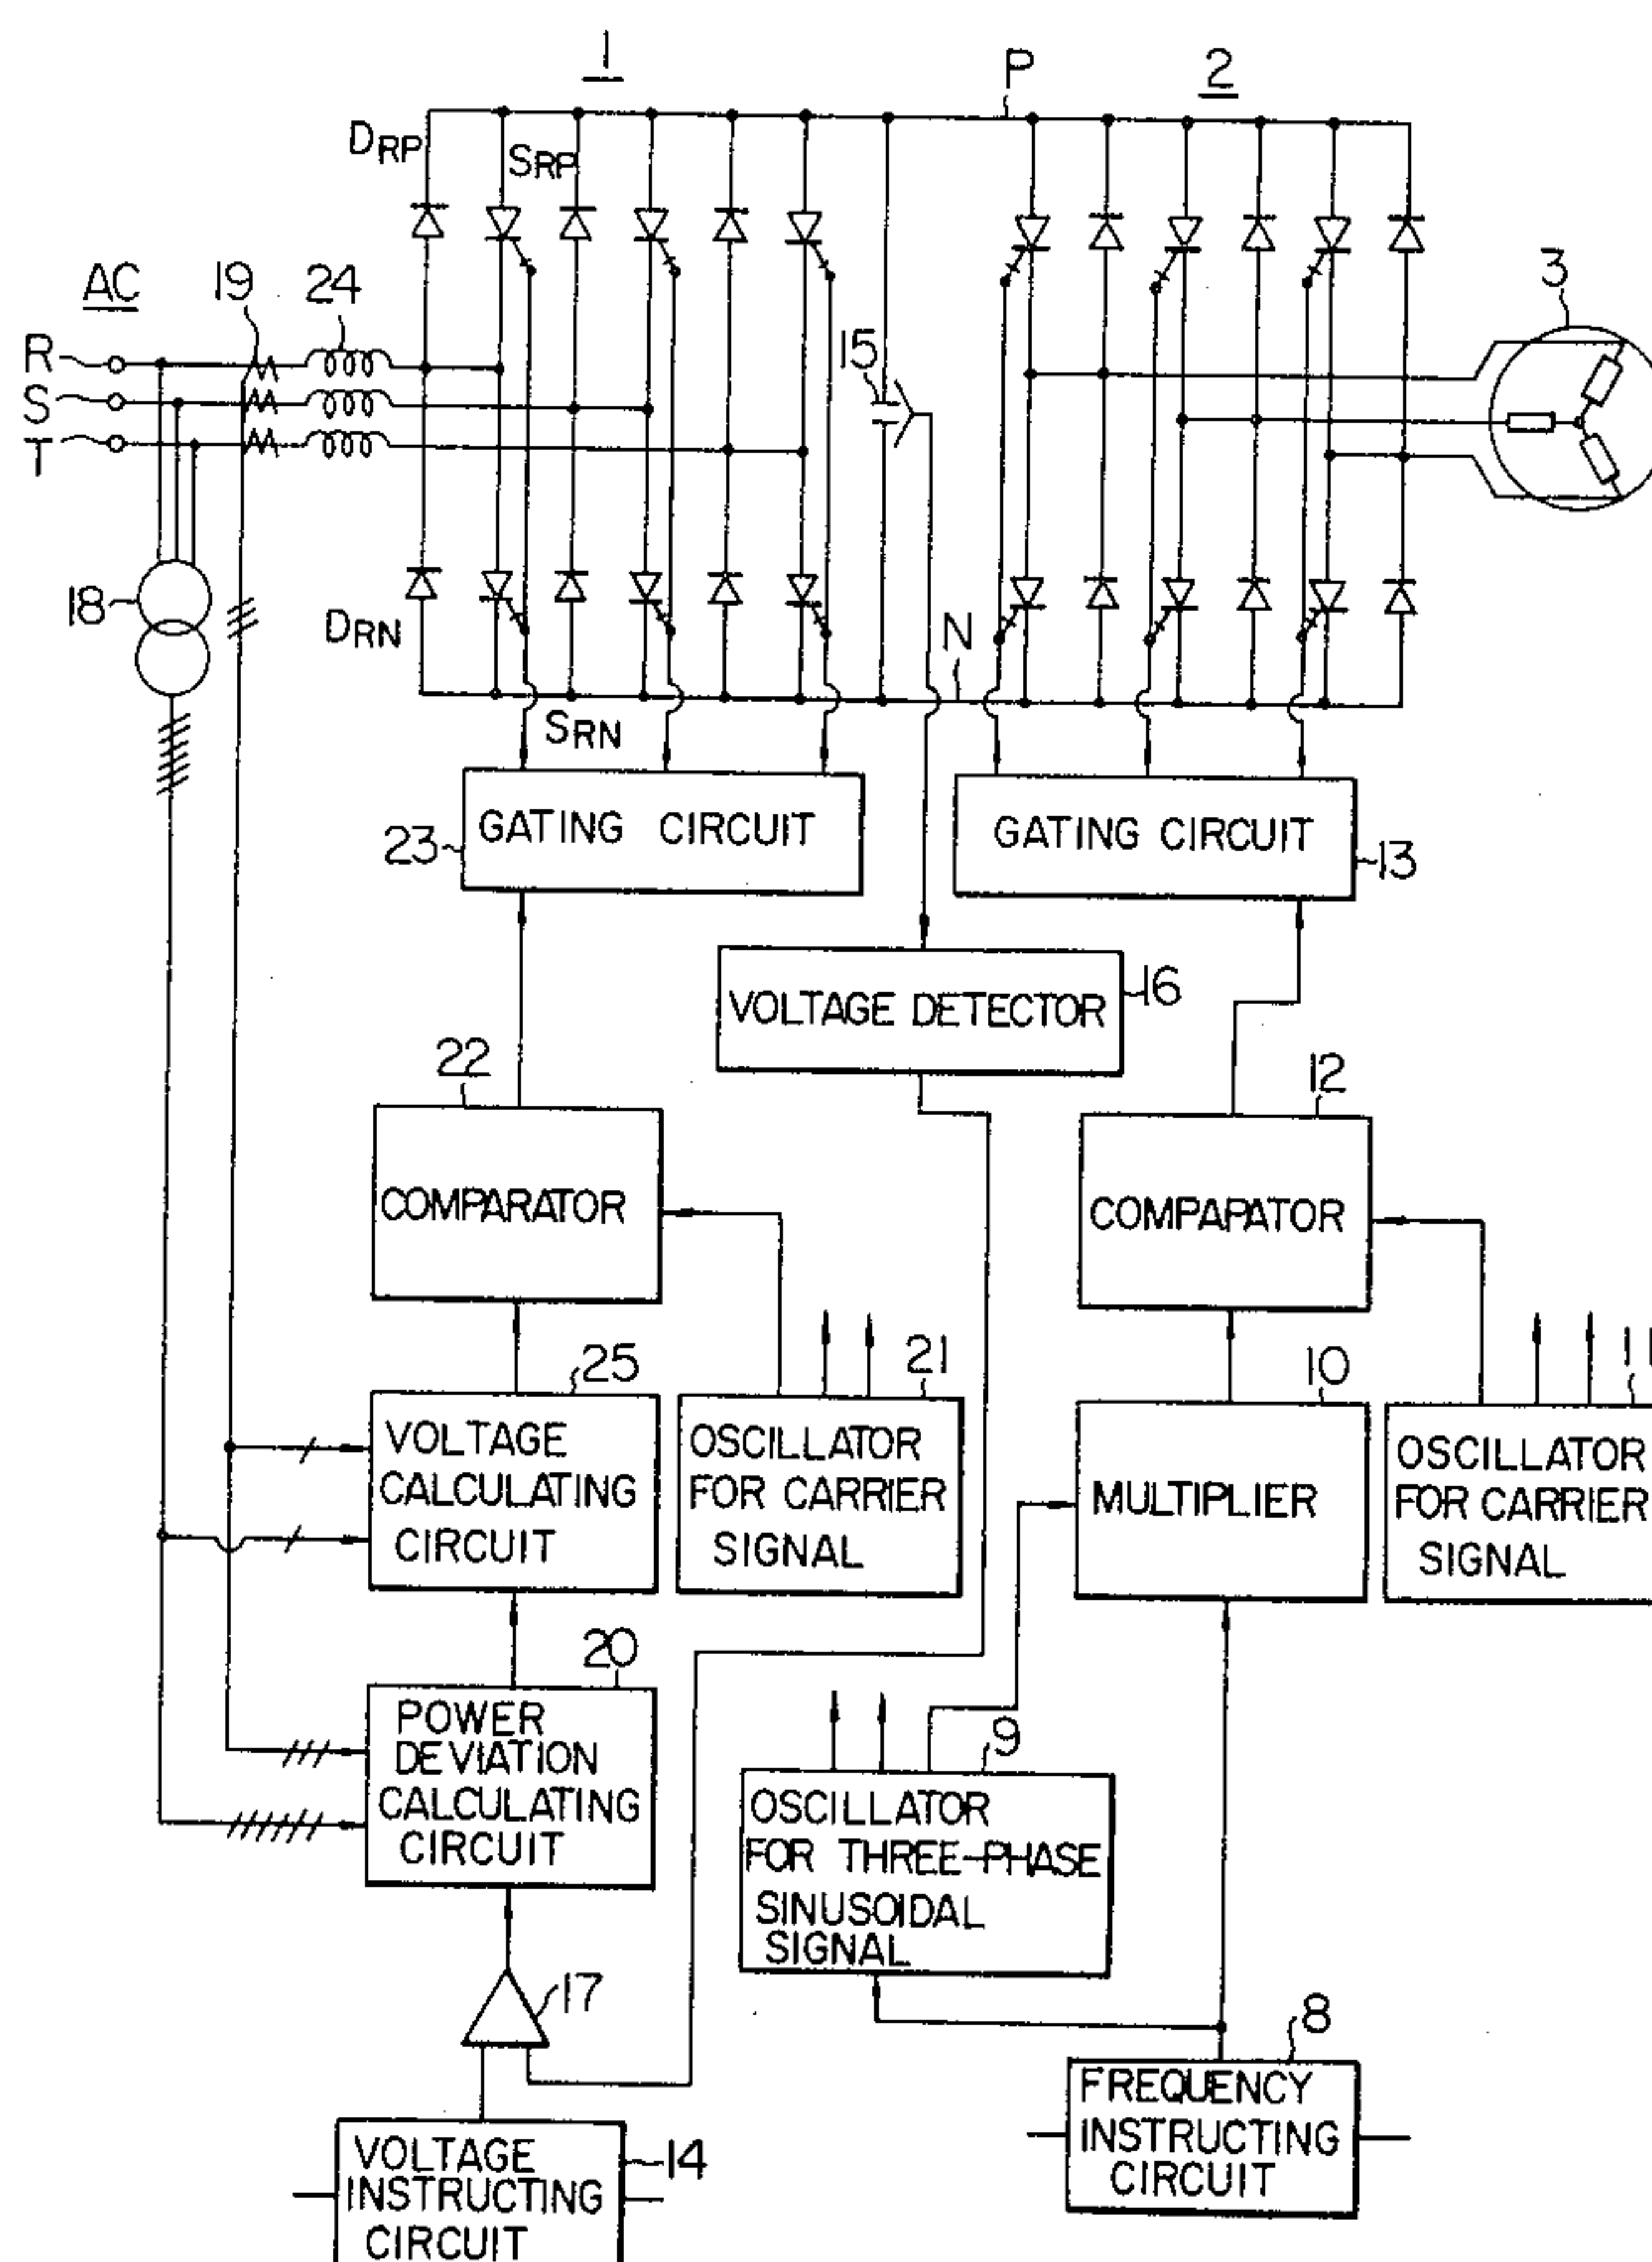 1
P
2
DRP
SRP
AC
19
24
3
R
15
S
T
18
DRN
N
SRN
GATING CIRCUIT
GATING CIRCUIT
23
13
VOLTAGE DETECTOR
16
22
12
COMPARATOR
COMPAPATOR
25
21
10
11
VOLTAGE
CALCULATING
CIRCUIT
OSCILLATOR
FOR CARRIER
SIGNAL
MULTIPLIER
OSCILLATOR
FOR CARRIER
SIGNAL
20
POWER
DEVIATION
CALCULATING
CIRCUIT
9
OSCILLATOR
FOR THREE-PHASE
SINUSOIDAL
SIGNAL
17
8
FREQUENCY
INSTRUCTING
CIRCUIT
14
VOLTAGE
INSTRUCTING
CIRCUIT